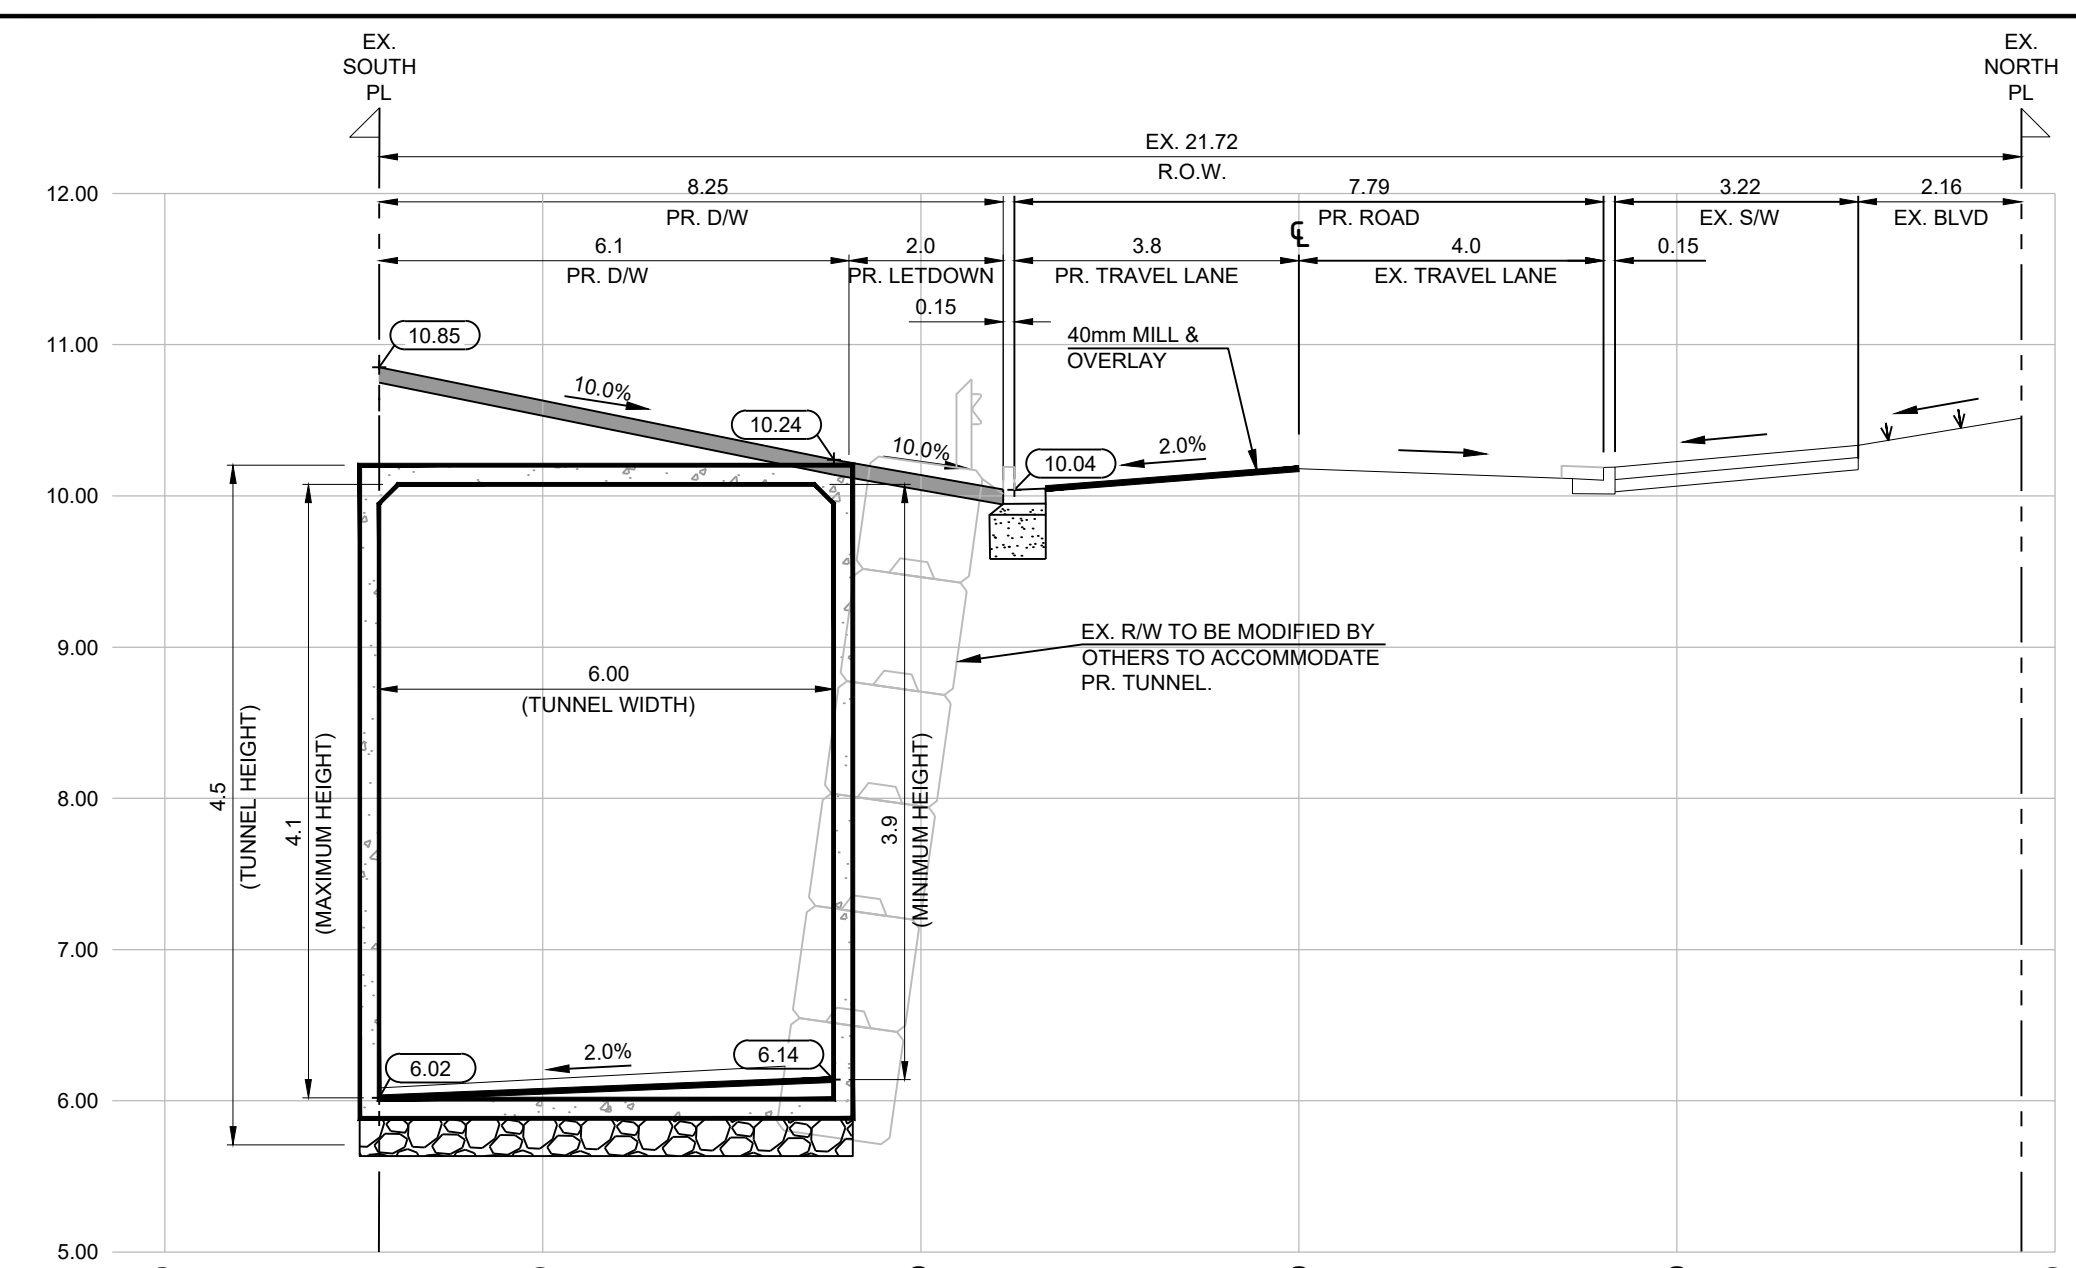 EX.
SOUTH
PL
EX.
NORTH
PL
EX. 21.72
R.O.W.
12.00
8.25
PR. D/W
7.79
PR. ROAD
3.22
EX. S/W
2.16
EX. BLVD
℄
6.1
PR. D/W
2.0
PR. LETDOWN
3.8
PR. TRAVEL LANE
4.0
EX. TRAVEL LANE
0.15
0.15
11.00
10.85
40mm MILL &
OVERLAY
10.0%
10.24
10.0%
10.04
2.0%
10.00
9.00
EX. R/W TO BE MODIFIED BY
OTHERS TO ACCOMMODATE
PR. TUNNEL.
6.00
(TUNNEL WIDTH)
4.5
(TUNNEL HEIGHT)
4.1
(MAXIMUM HEIGHT)
3.9
(MINIMUM HEIGHT)
8.00
7.00
6.02
2.0%
6.14
6.00
5.00